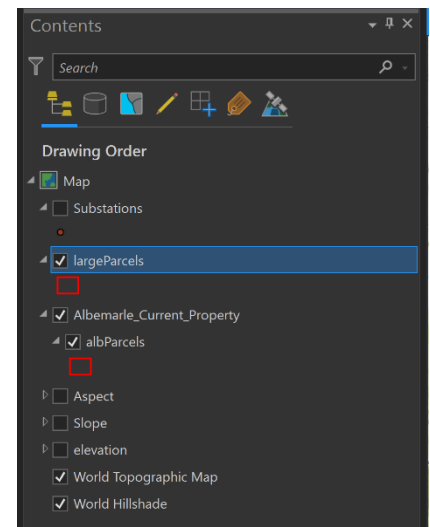 Contents
Search
Drawing Order
Map
Substations
largeParcels
Albemarle_Current_Property
albParcels
Aspect
Slope
elevation
World Topographic Map
World Hillshade